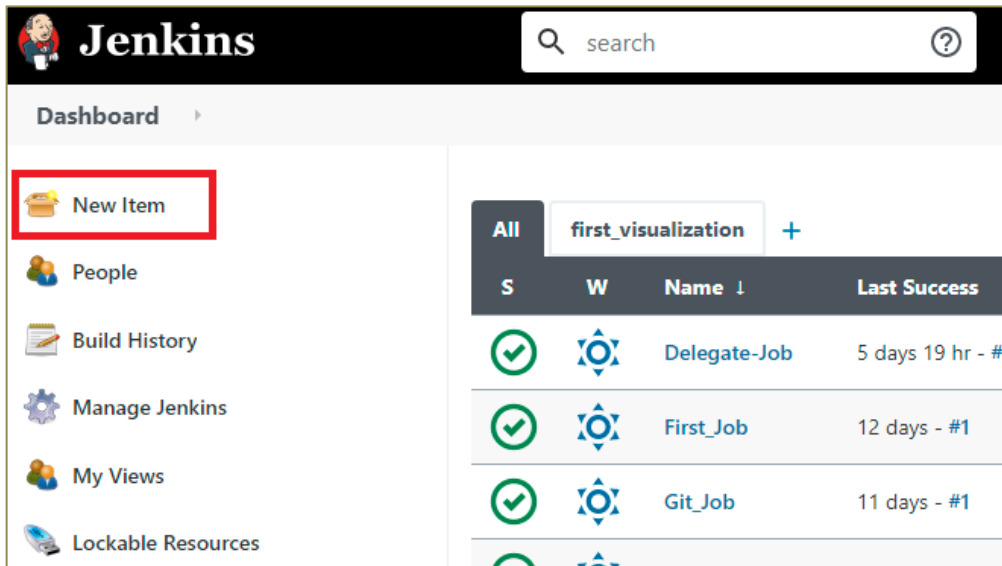 Jenkins
search
Dashboard
New Item
People
Build History
Manage Jenkins
My Views
Lockable Resources
All first_visualization +
S W Name ↓ Last Success
Delegate-Job 5 days 19 hr - #
First_Job 12 days - #1
Git_Job 11 days - #1